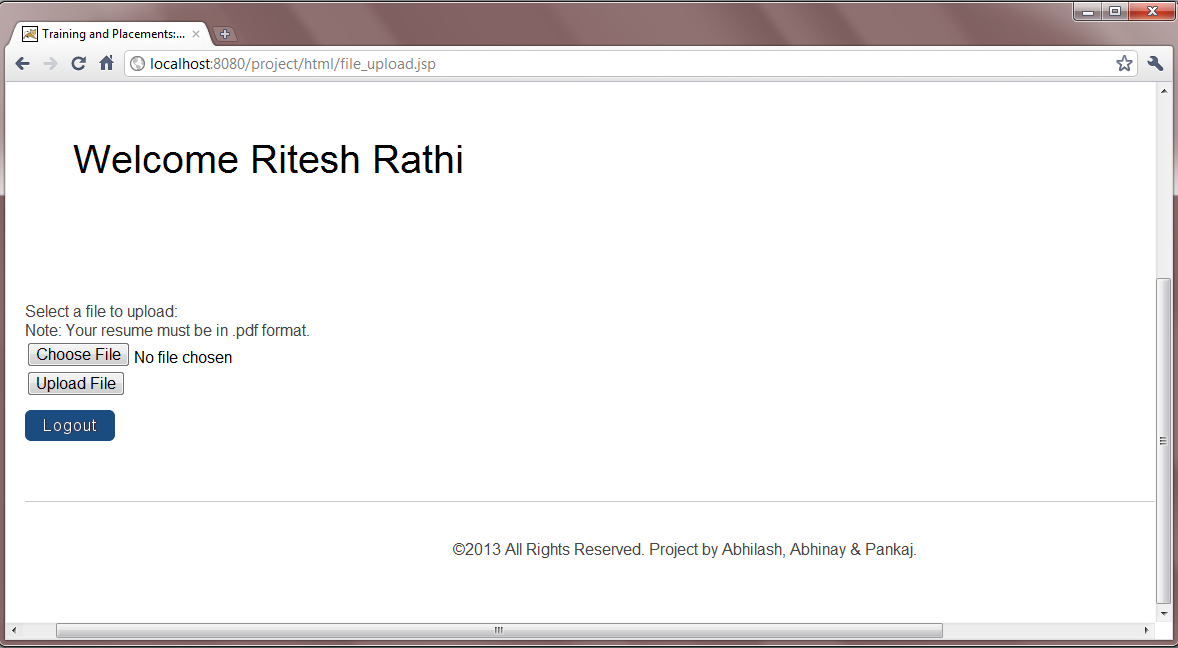 Training and Placements:...
localhost:8080/project/html/file_upload.jsp
Welcome Ritesh Rathi
Select a file to upload:
Note: Your resume must be in .pdf format.
Choose File No file chosen
Upload File
Logout
©2013 All Rights Reserved. Project by Abhilash, Abhinay & Pankaj.